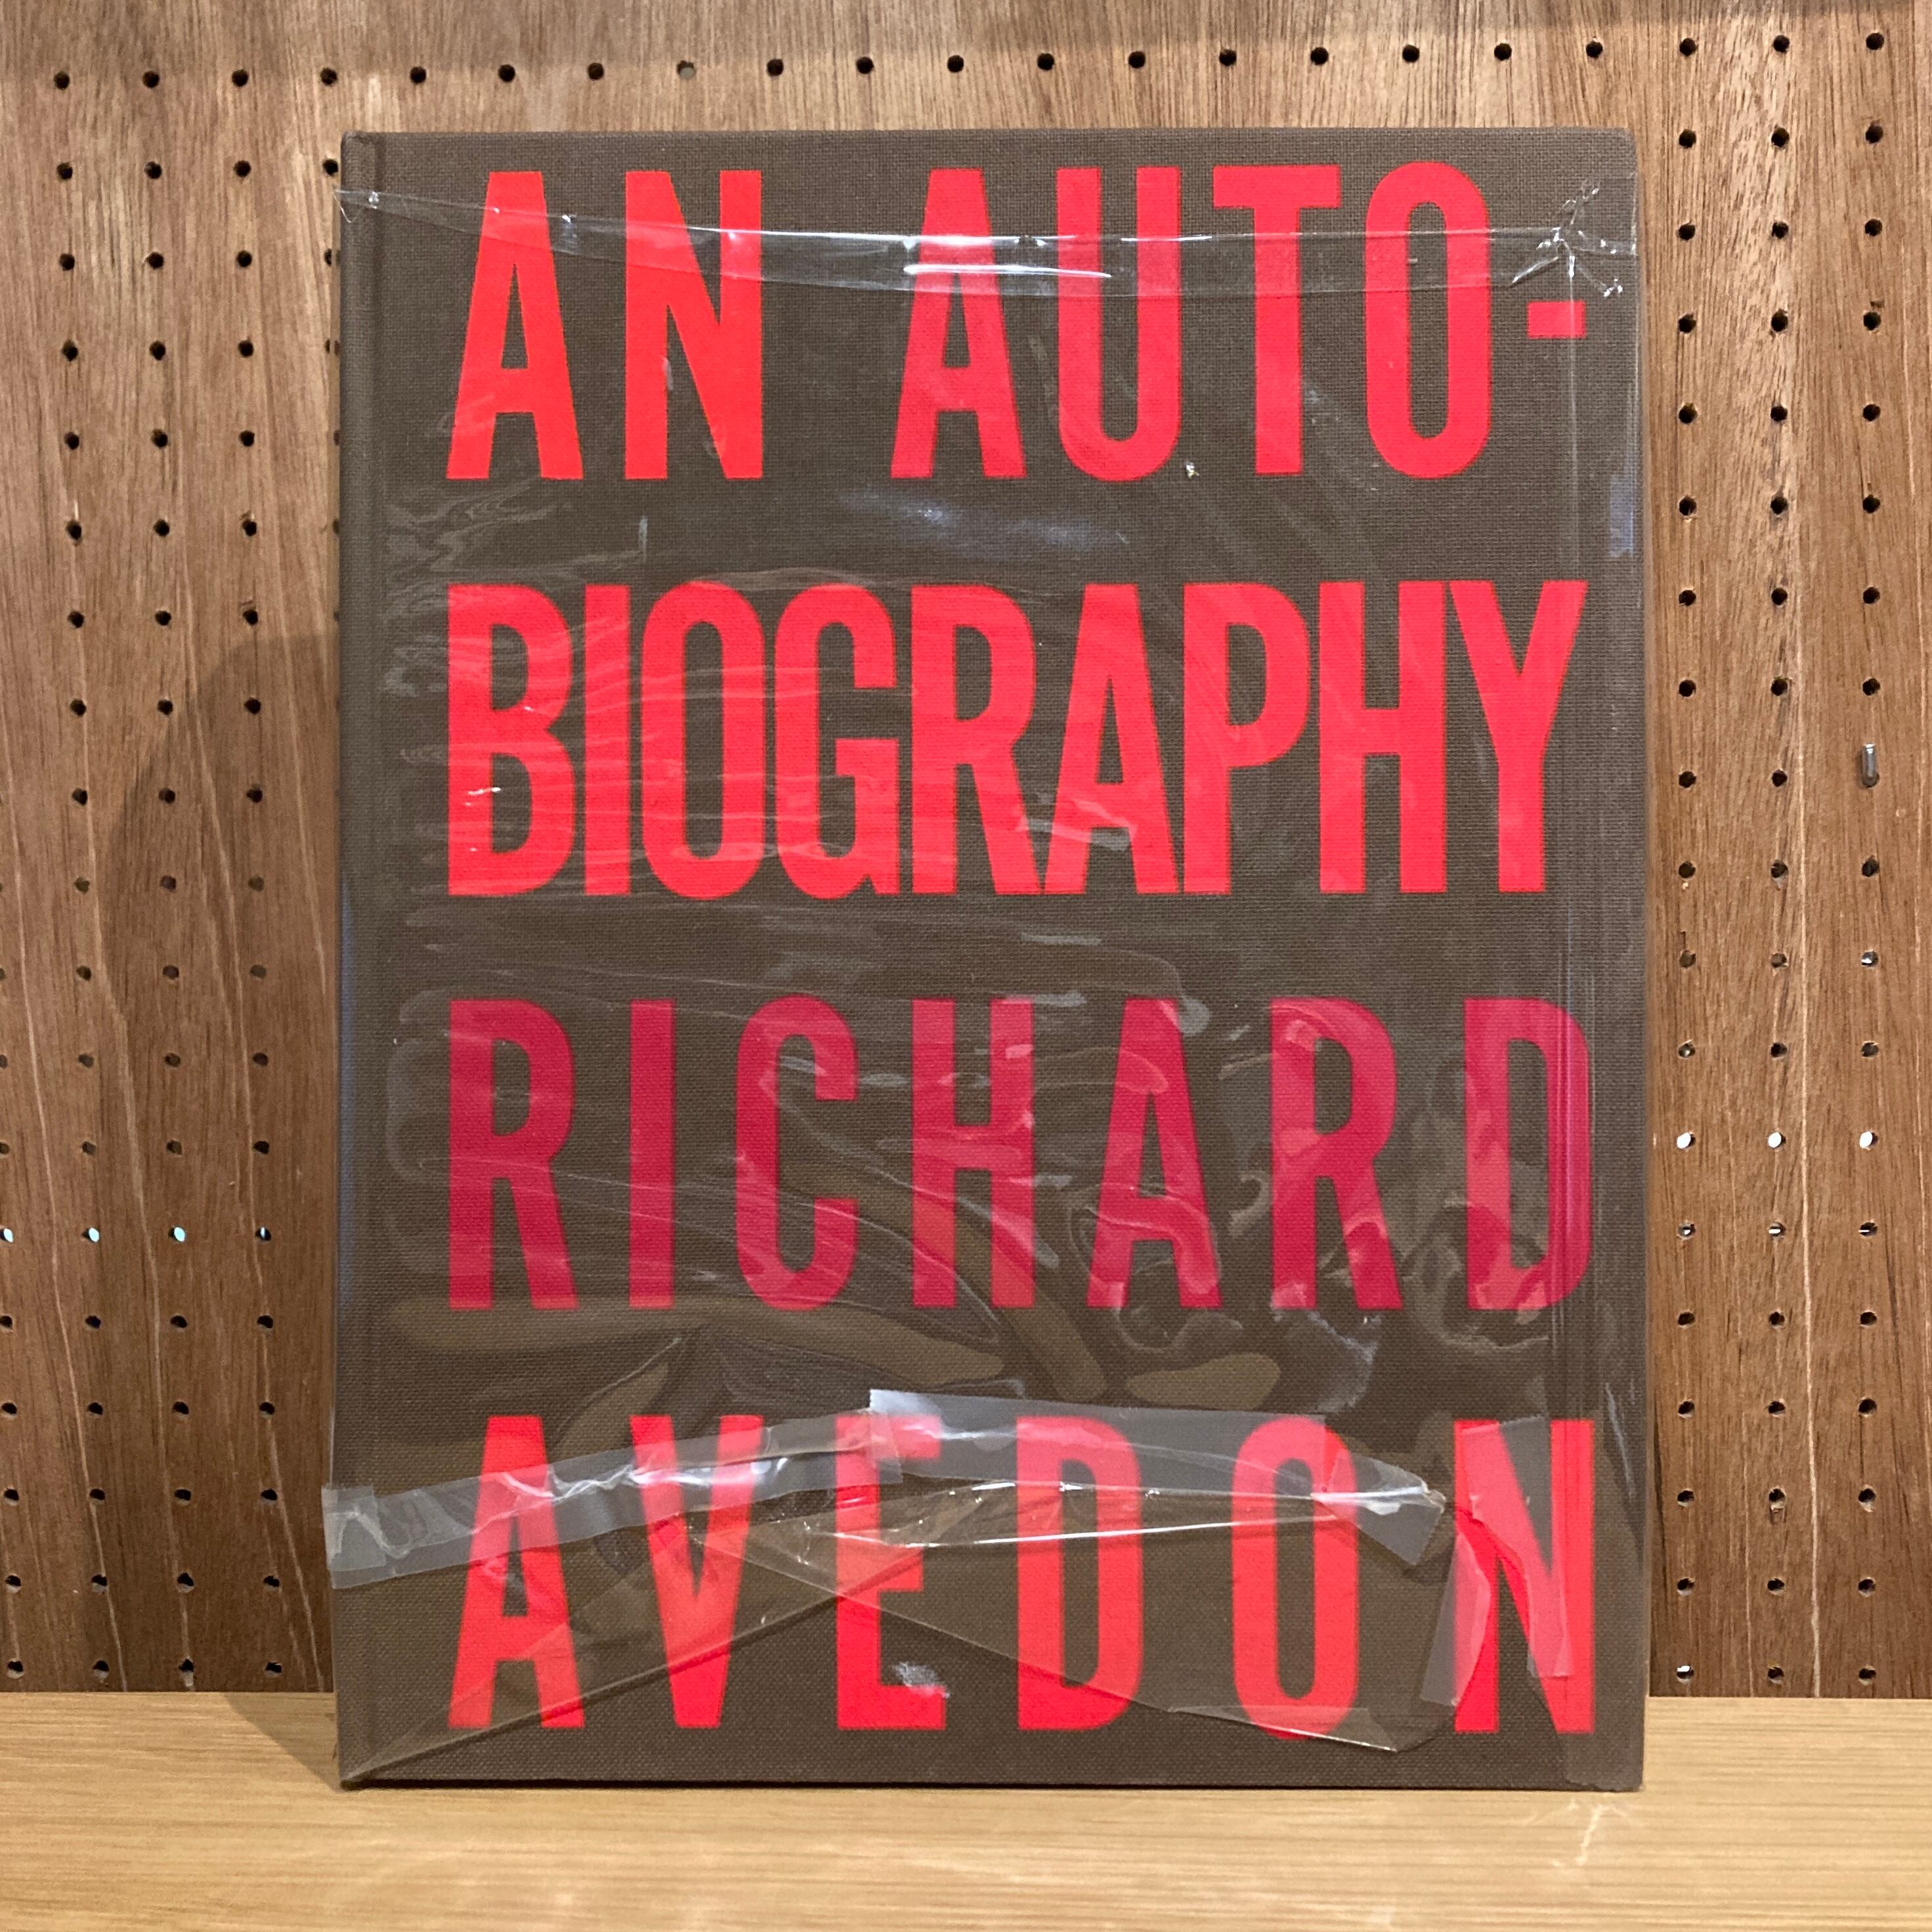 AN AUTO-
BIOGRAPHY
RICHARD
AVEDON